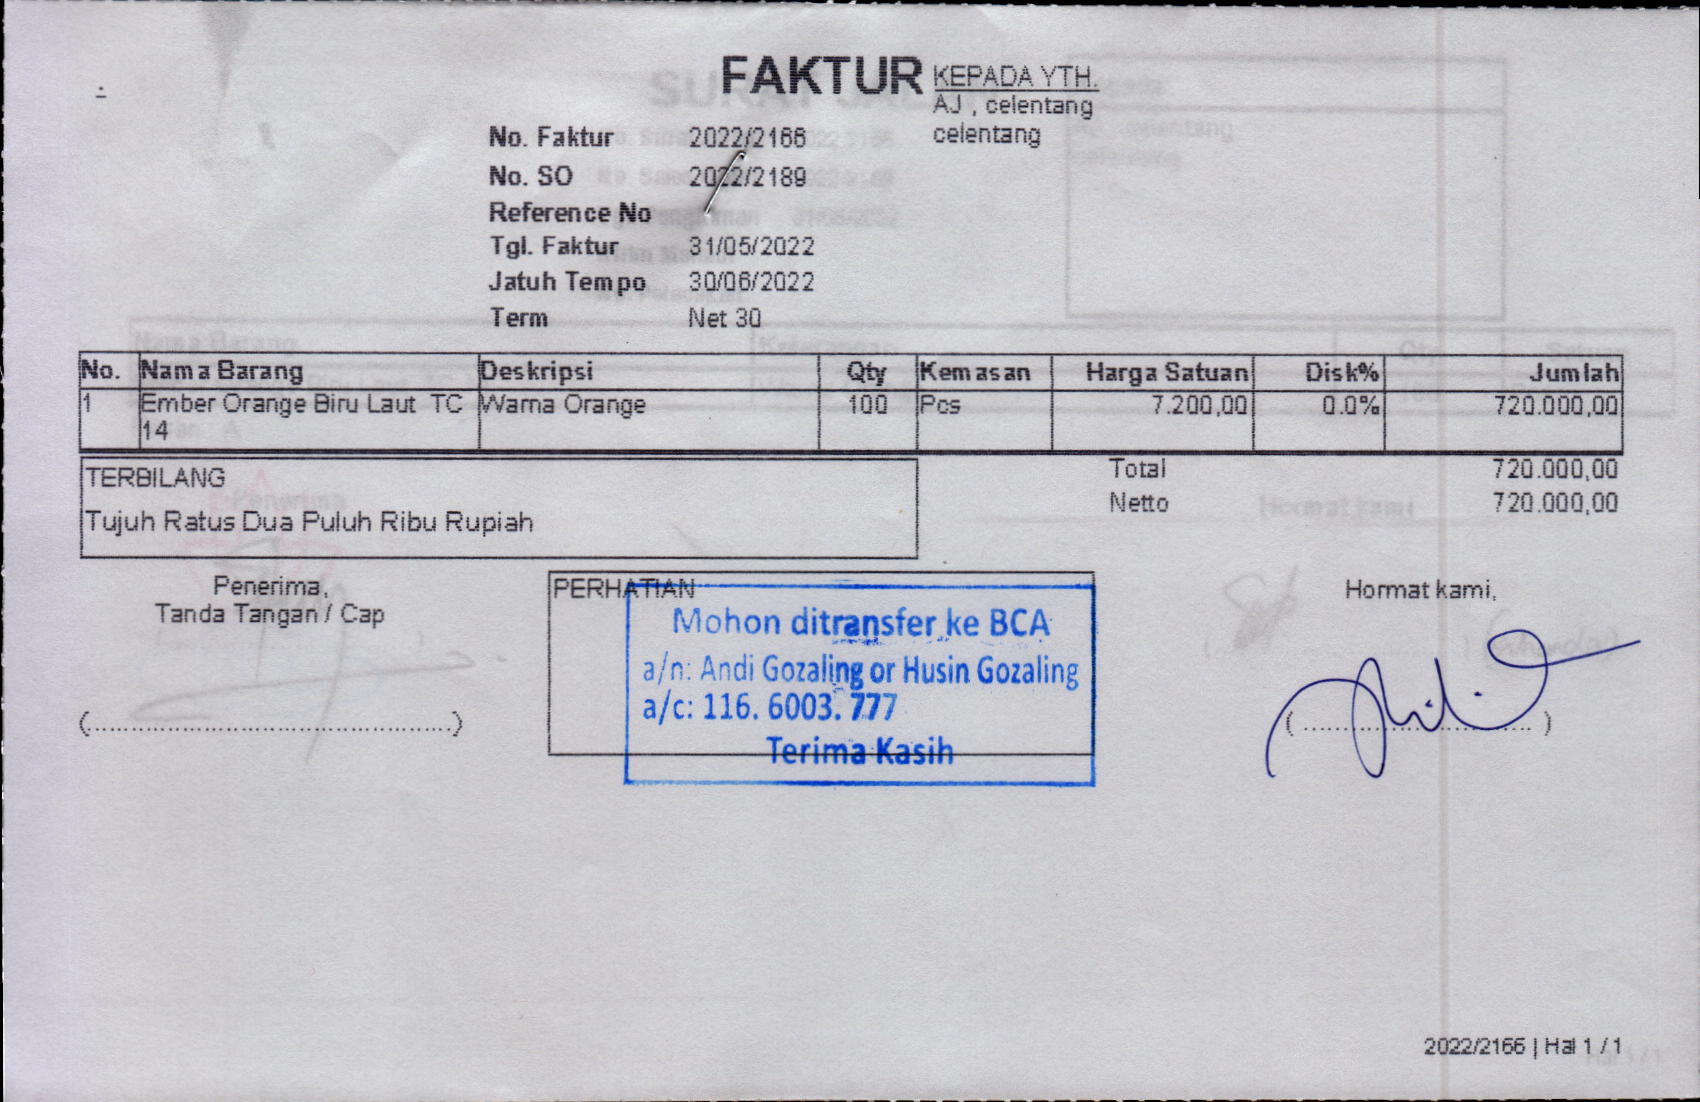 FAKTUR
KEPADA YTH.
AJ , celentang
celentang
No. Faktur 2022/2166
No. SO 2022/2189
Reference No
Tgl. Faktur 31/05/2022
Jatuh Tempo 30/06/2022
Term Net 30
No. Nama Barang Deskripsi Qty Kemasan Harga Satuan Disk% Jumlah
1 Ember Orange Biru Laut TC Warna Orange 100 Pcs 7.200,00 0.0% 720.000,00
14
TERBILANG
Tujuh Ratus Dua Puluh Ribu Rupiah
Total 720.000,00
Netto 720.000,00
Penerima,
Tanda Tangan / Cap
(................................................)
PERHATIAN
Mohon ditransfer ke BCA
a/n: Andi Gozaling or Husin Gozaling
a/c: 116. 6003. 777
Terima Kasih
Hormat kami,
(................................)
2022/2166 | Hal 1 / 1